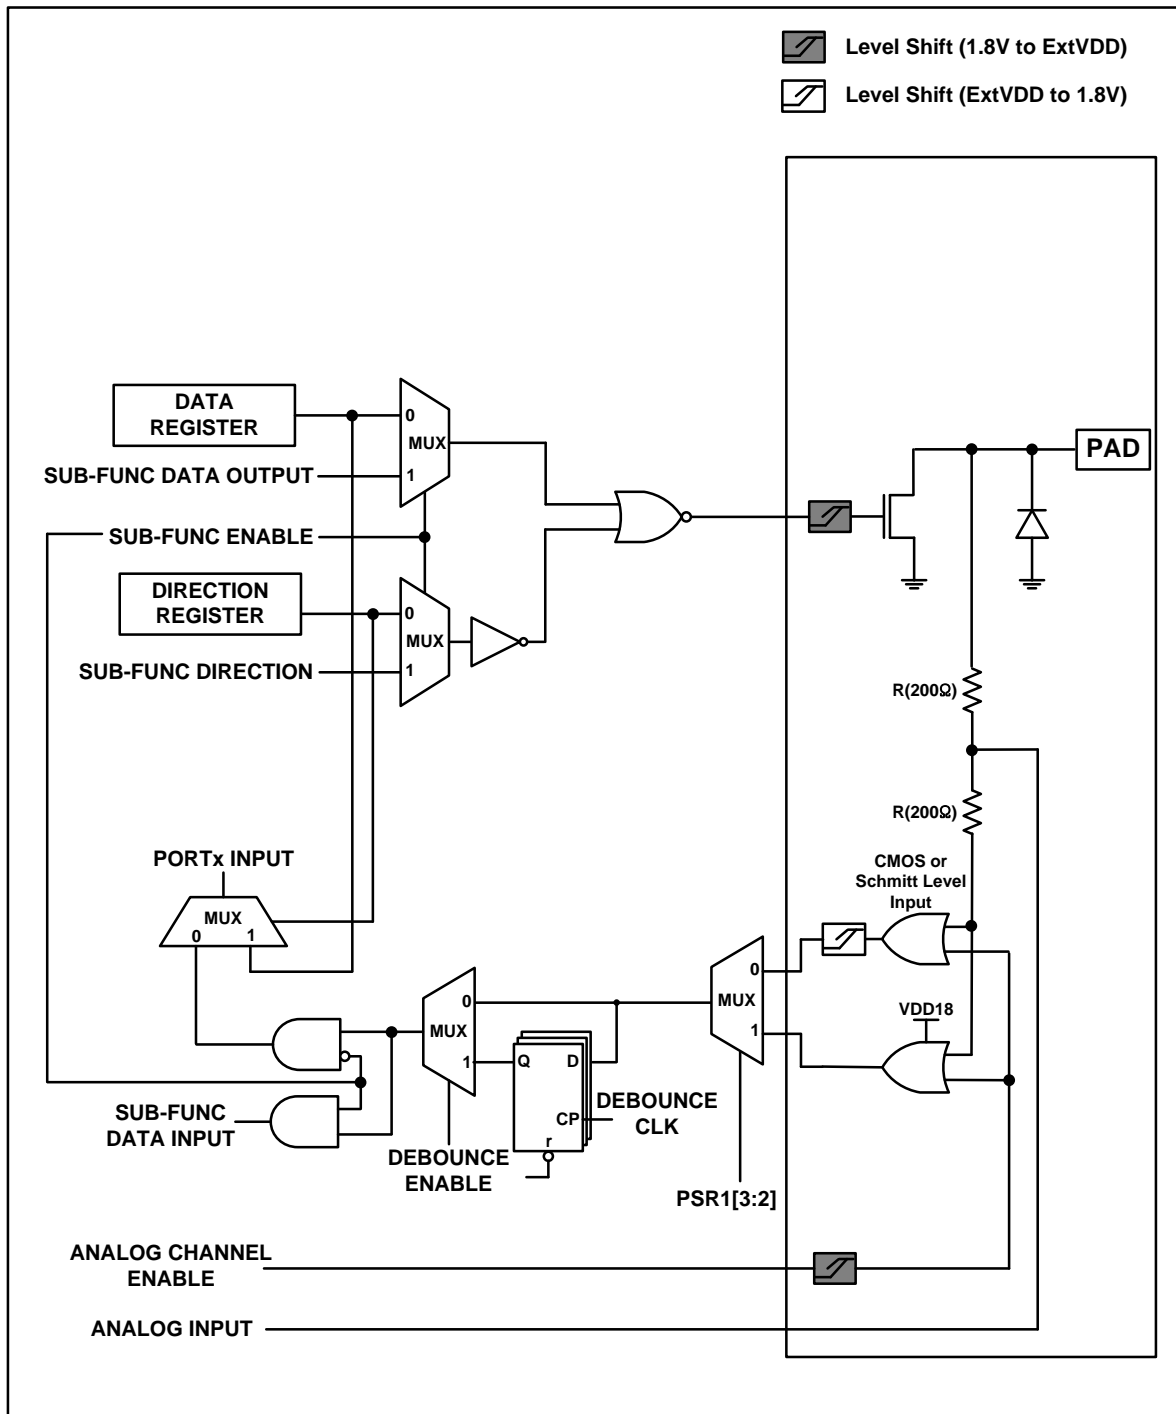 Level Shift (1.8V to ExtVDD)
Level Shift (ExtVDD to 1.8V)
DATA
REGISTER
0
MUX
1
SUB-FUNC DATA OUTPUT
SUB-FUNC ENABLE
PAD
DIRECTION
REGISTER
0
MUX
1
SUB-FUNC DIRECTION
R(200Ω)
R(200Ω)
PORTx INPUT
MUX
0
1
CMOS or
Schmitt Level
Input
0
MUX
1
VDD18
0
MUX
1
Q
D
CP
r
DEBOUNCE
CLK
SUB-FUNC
DATA INPUT
DEBOUNCE
ENABLE
PSR1[3:2]
ANALOG CHANNEL
ENABLE
ANALOG INPUT